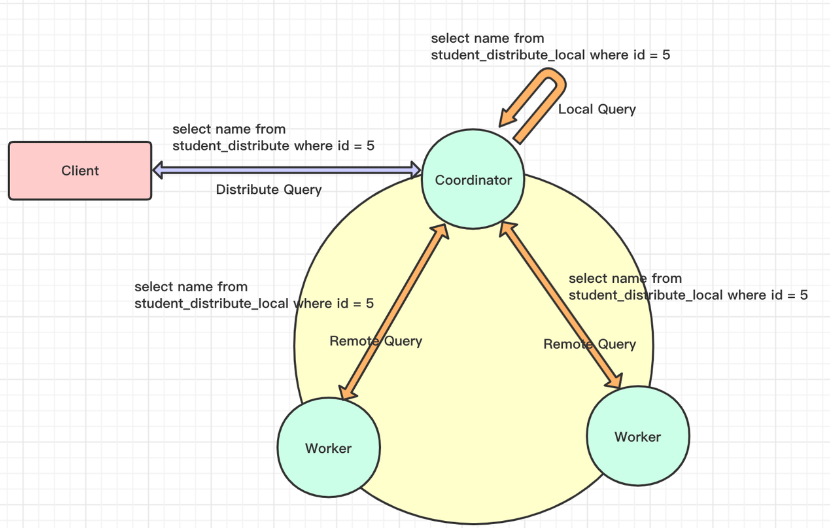 select name from
student_distribute_local where id = 5
Local Query
select name from
student_distribute where id = 5
Client
Coordinator
Distribute Query
select name from
student_distribute_local where id = 5
select name from
student_distribute_local where id = 5
Remote Query
Remote Query
Worker
Worker